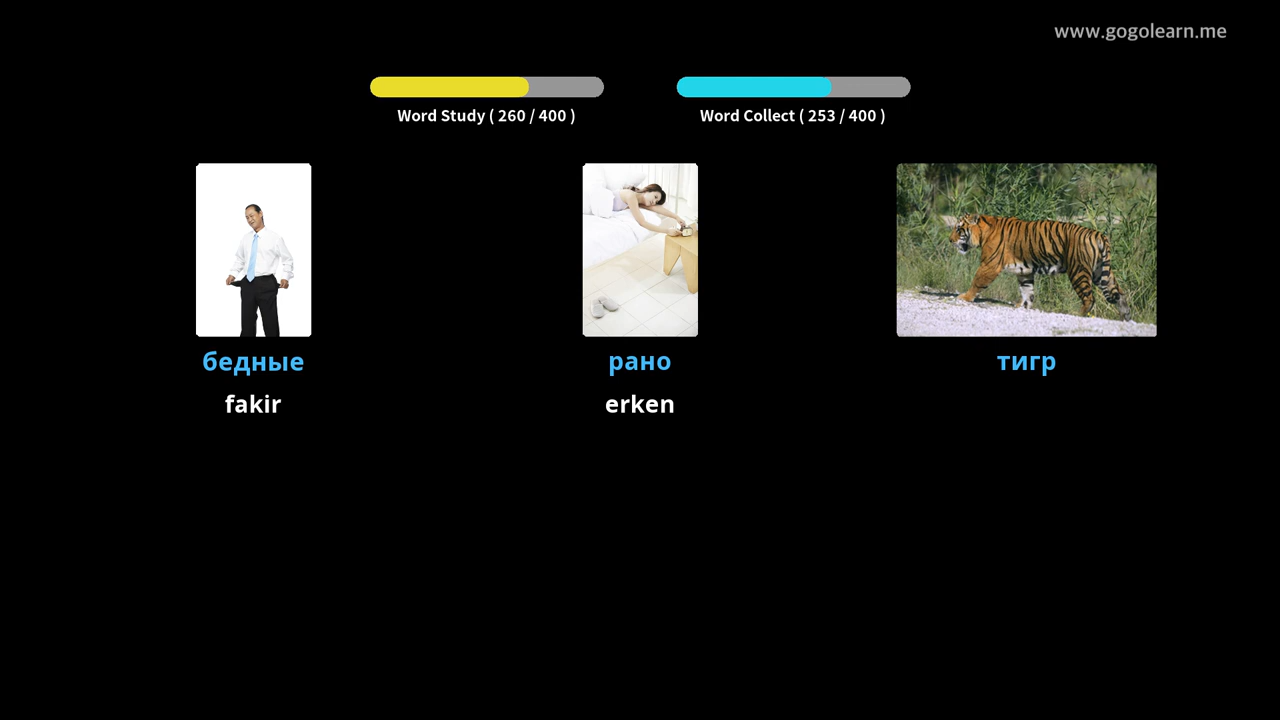 www.gogolearn.me
Word Study ( 260 / 400 )
Word Collect ( 253 / 400 )
бедные
рано
тигр
fakir
erken